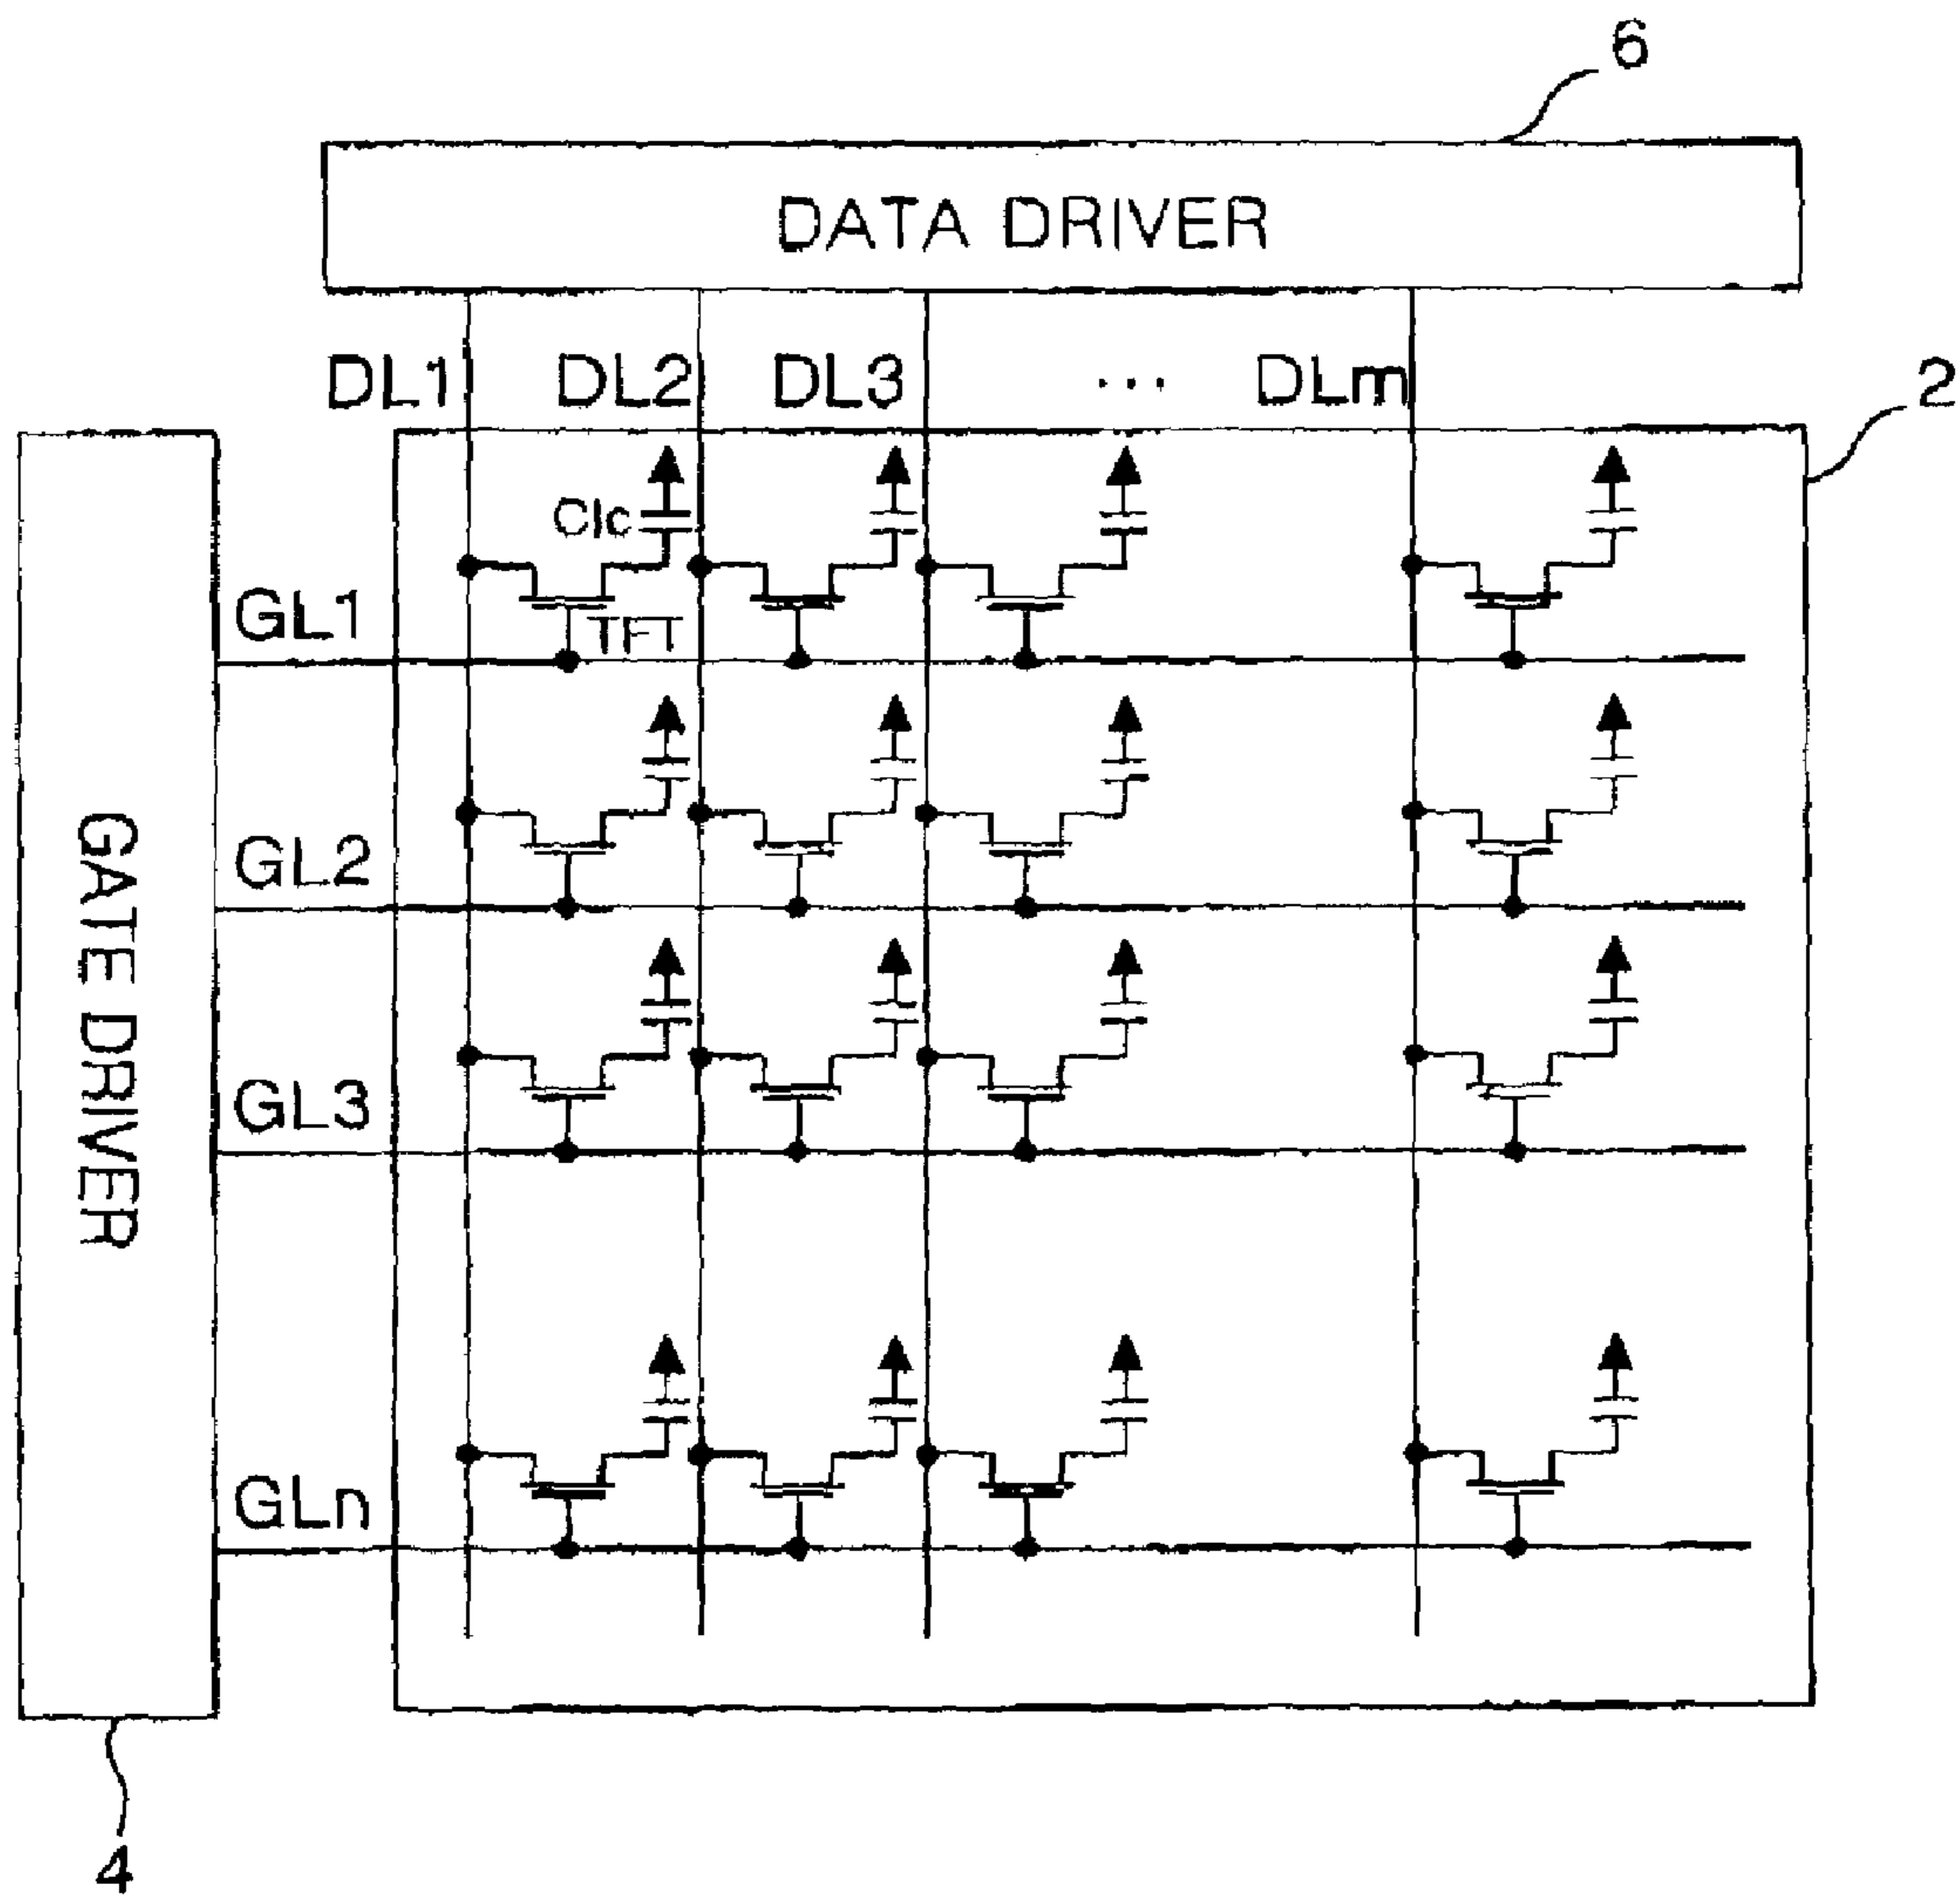 6
DATA DRIVER
DL1 DL2 DL3 ... DLm
2
Clc
GL1
TFT
GL2
GATE DRIVER
GL3
GLn
4